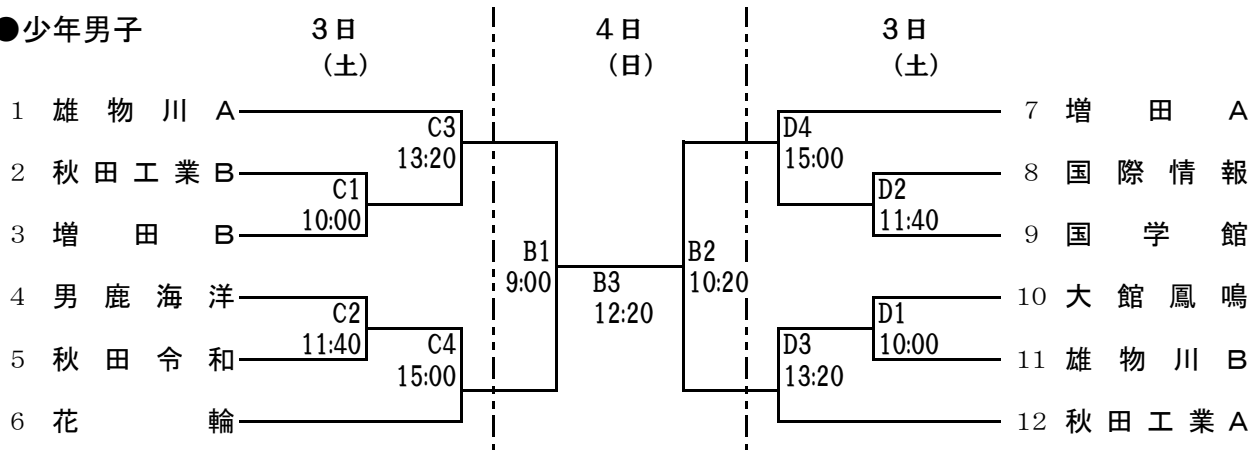 ●少年男子 3日 4日 3日
(土) (日) (土)
1 雄物川A 7 増田A
C3 D4
13:20 15:00
2 秋田工業B 8 国際情報
C1 D2
10:00 11:40
3 増田B 9 国学館
B1 B2
9:00 B3 10:20
12:20
4 男鹿海洋 10 大館鳳鳴
C2 D1
11:40 C4 D3 10:00
5 秋田令和 11 雄物川B
15:00 13:20
6 花輪 12 秋田工業A